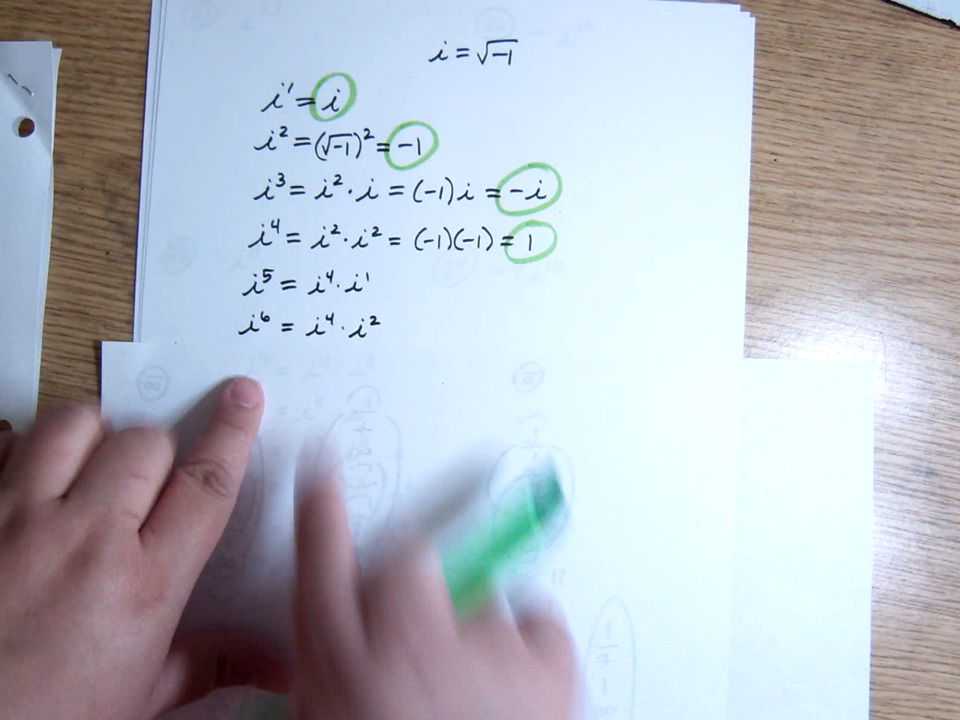 i = √-1
i¹ = i
i² = (√-1)² = -1
i³ = i² · i = (-1)i = -i
i⁴ = i² · i² = (-1)(-1) = 1
i⁵ = i⁴ · i¹
i⁶ = i⁴ · i²